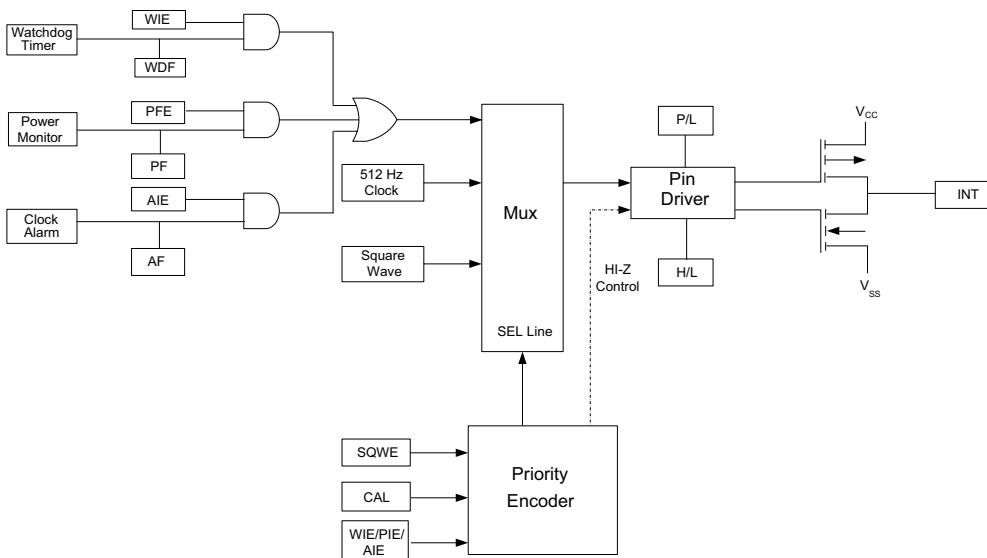 WIE
Watchdog
Timer
WDF
PFE
Power
Monitor
PF
AIE
Clock
Alarm
AF
512 Hz
Clock
Square
Wave
Mux
SEL Line
P/L
Pin
Driver
H/L
HI-Z
Control
VCC
INT
VSS
SQWE
CAL
WIE/PIE/
AIE
Priority
Encoder